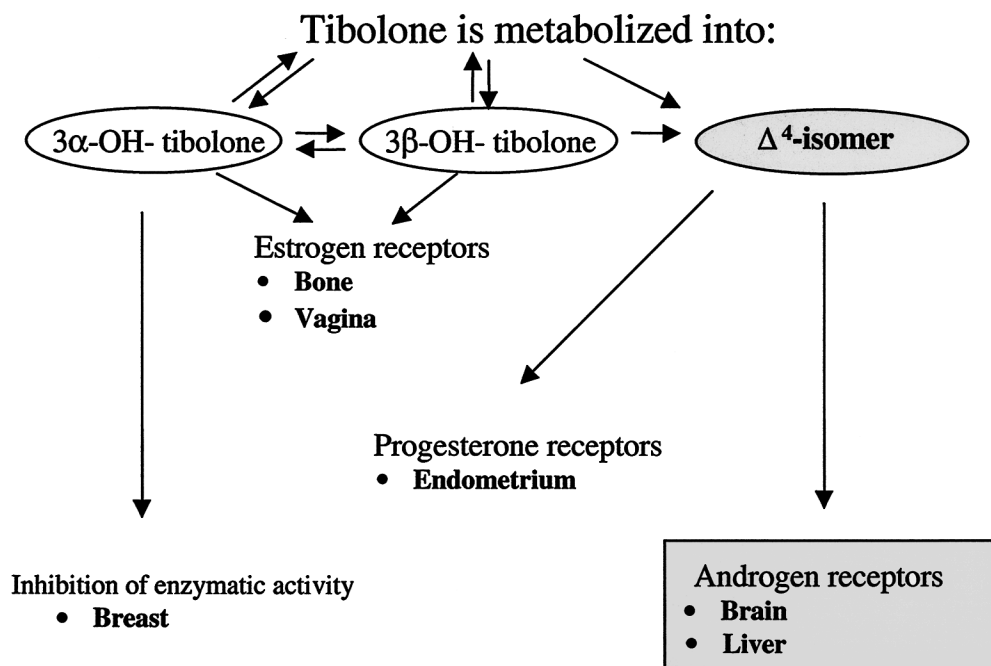 Tibolone is metabolized into:
3α-OH- tibolone
3β-OH- tibolone
Δ⁴-isomer
Estrogen receptors
• Bone
• Vagina
Progesterone receptors
• Endometrium
Inhibition of enzymatic activity
• Breast
Androgen receptors
• Brain
• Liver